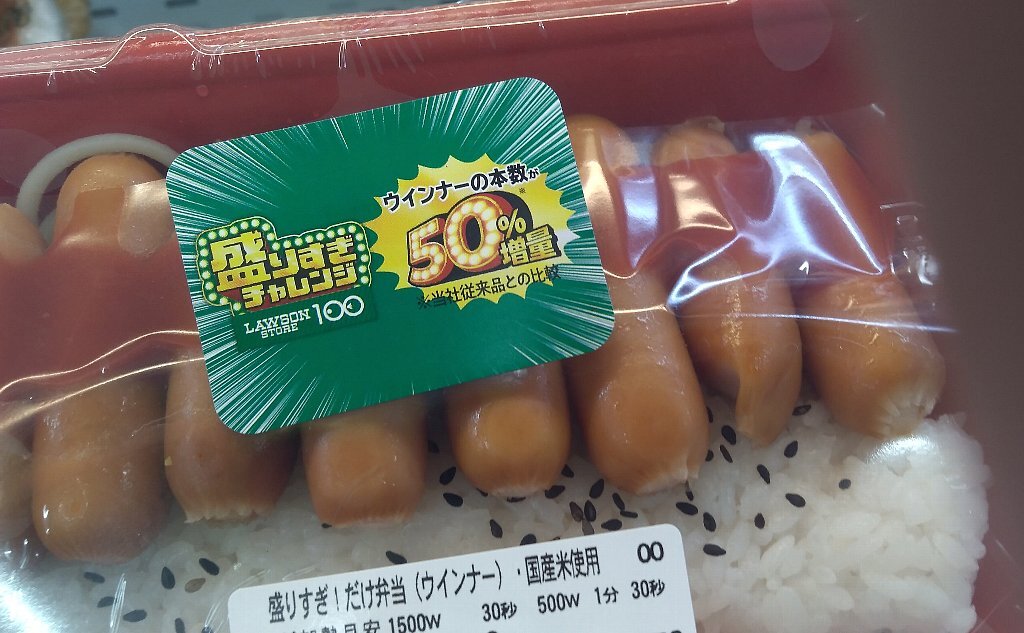 ウインナーの本数が
50%増量※
※当社従来品との比較
盛りすぎ
チャレンジ
LAWSON STORE 100
盛りすぎ！だけ弁当（ウインナー）・国産米使用 00
1500W 30秒 500W 1分 30秒